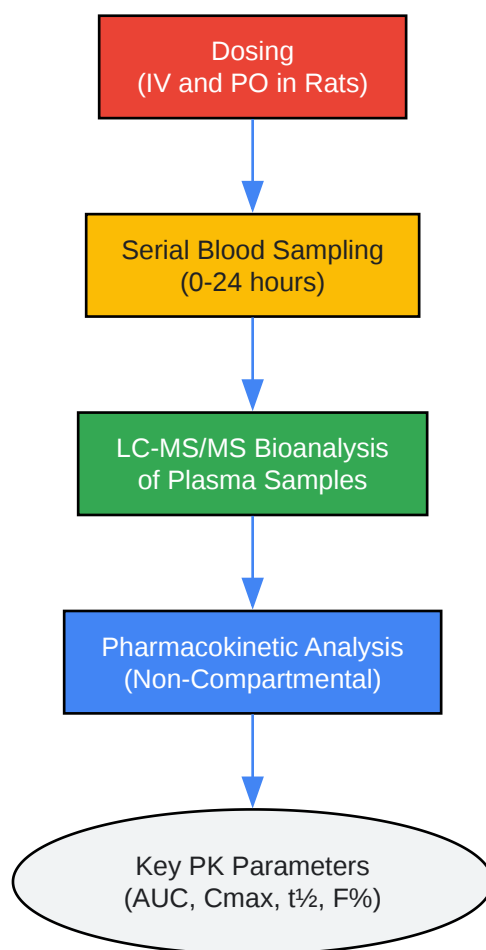 Dosing
(IV and PO in Rats)
Serial Blood Sampling
(0-24 hours)
LC-MS/MS Bioanalysis
of Plasma Samples
Pharmacokinetic Analysis
(Non-Compartmental)
Key PK Parameters
(AUC, Cmax, t½, F%)